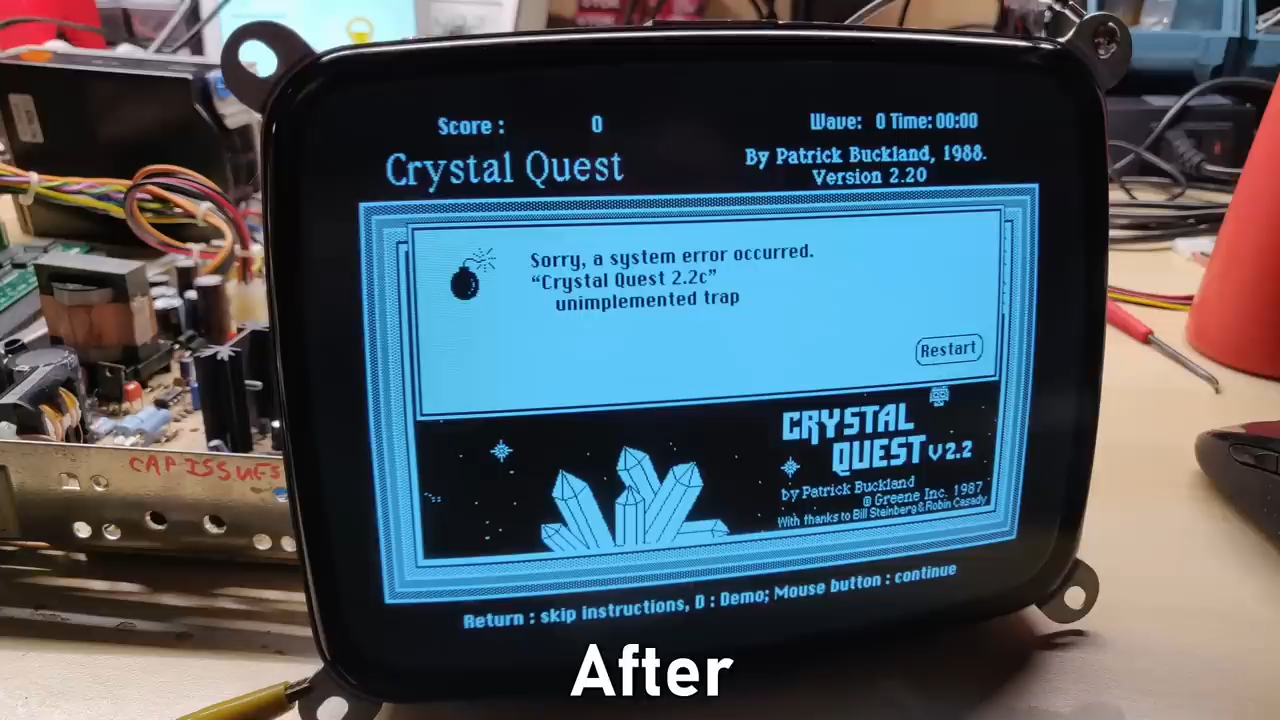 Score : 0
Wave: 0 Time: 00:00
Crystal Quest
By Patrick Buckland, 1988.
Version 2.20
Sorry, a system error occurred.
“Crystal Quest 2.2c”
unimplemented trap
Restart
CRYSTAL
QUEST V 2.2
by Patrick Buckland
© Greene Inc. 1987
With thanks to Bill Steinberg & Robin Casady
Return : skip instructions, D : Demo; Mouse button : continue
CAP ISSUES
After